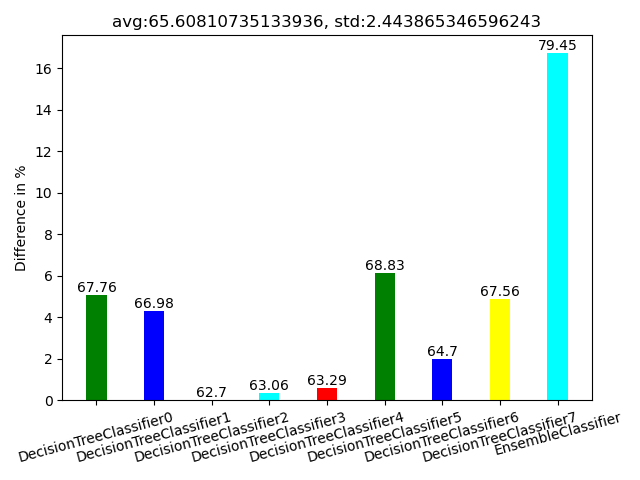 avg:65.60810735133936, std:2.443865346596243
Difference in %
16
14
12
10
8
6
4
2
0
67.76
66.98
62.7
63.06
63.29
68.83
64.7
67.56
79.45
DecisionTreeClassifier0
DecisionTreeClassifier1
DecisionTreeClassifier2
DecisionTreeClassifier3
DecisionTreeClassifier4
DecisionTreeClassifier5
DecisionTreeClassifier6
DecisionTreeClassifier7
EnsembleClassifier